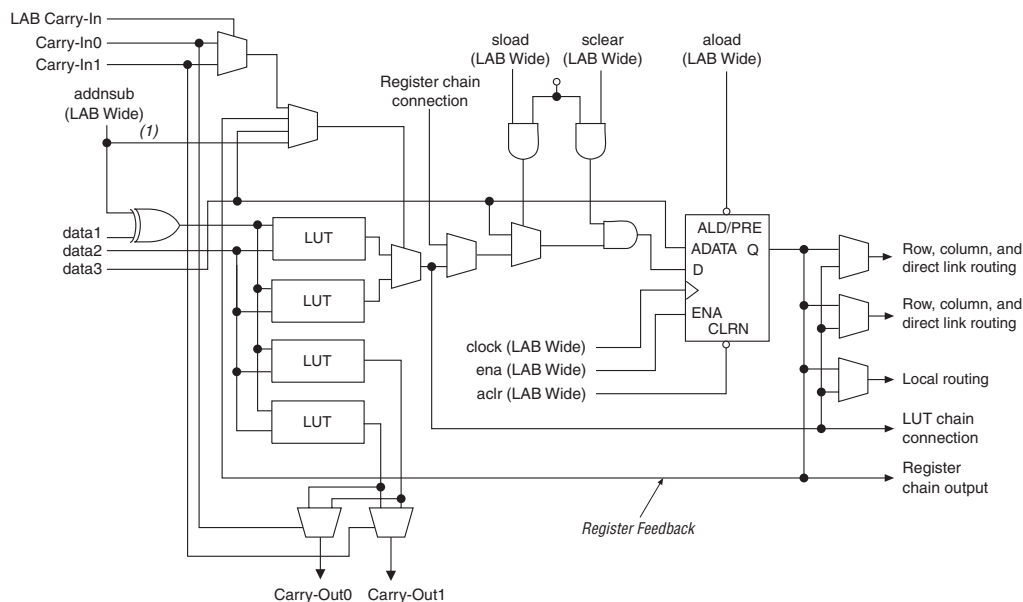 LAB Carry-In
Carry-In0
Carry-In1
addnsub
(LAB Wide)
(1)
data1
data2
data3
LUT
LUT
LUT
LUT
Register chain
connection
sload
(LAB Wide)
sclear
(LAB Wide)
aload
(LAB Wide)
ALD/PRE
ADATA Q
D
ENA
CLRN
clock (LAB Wide)
ena (LAB Wide)
aclr (LAB Wide)
Row, column, and
direct link routing
Row, column, and
direct link routing
Local routing
LUT chain
connection
Register
chain output
Register Feedback
Carry-Out0
Carry-Out1